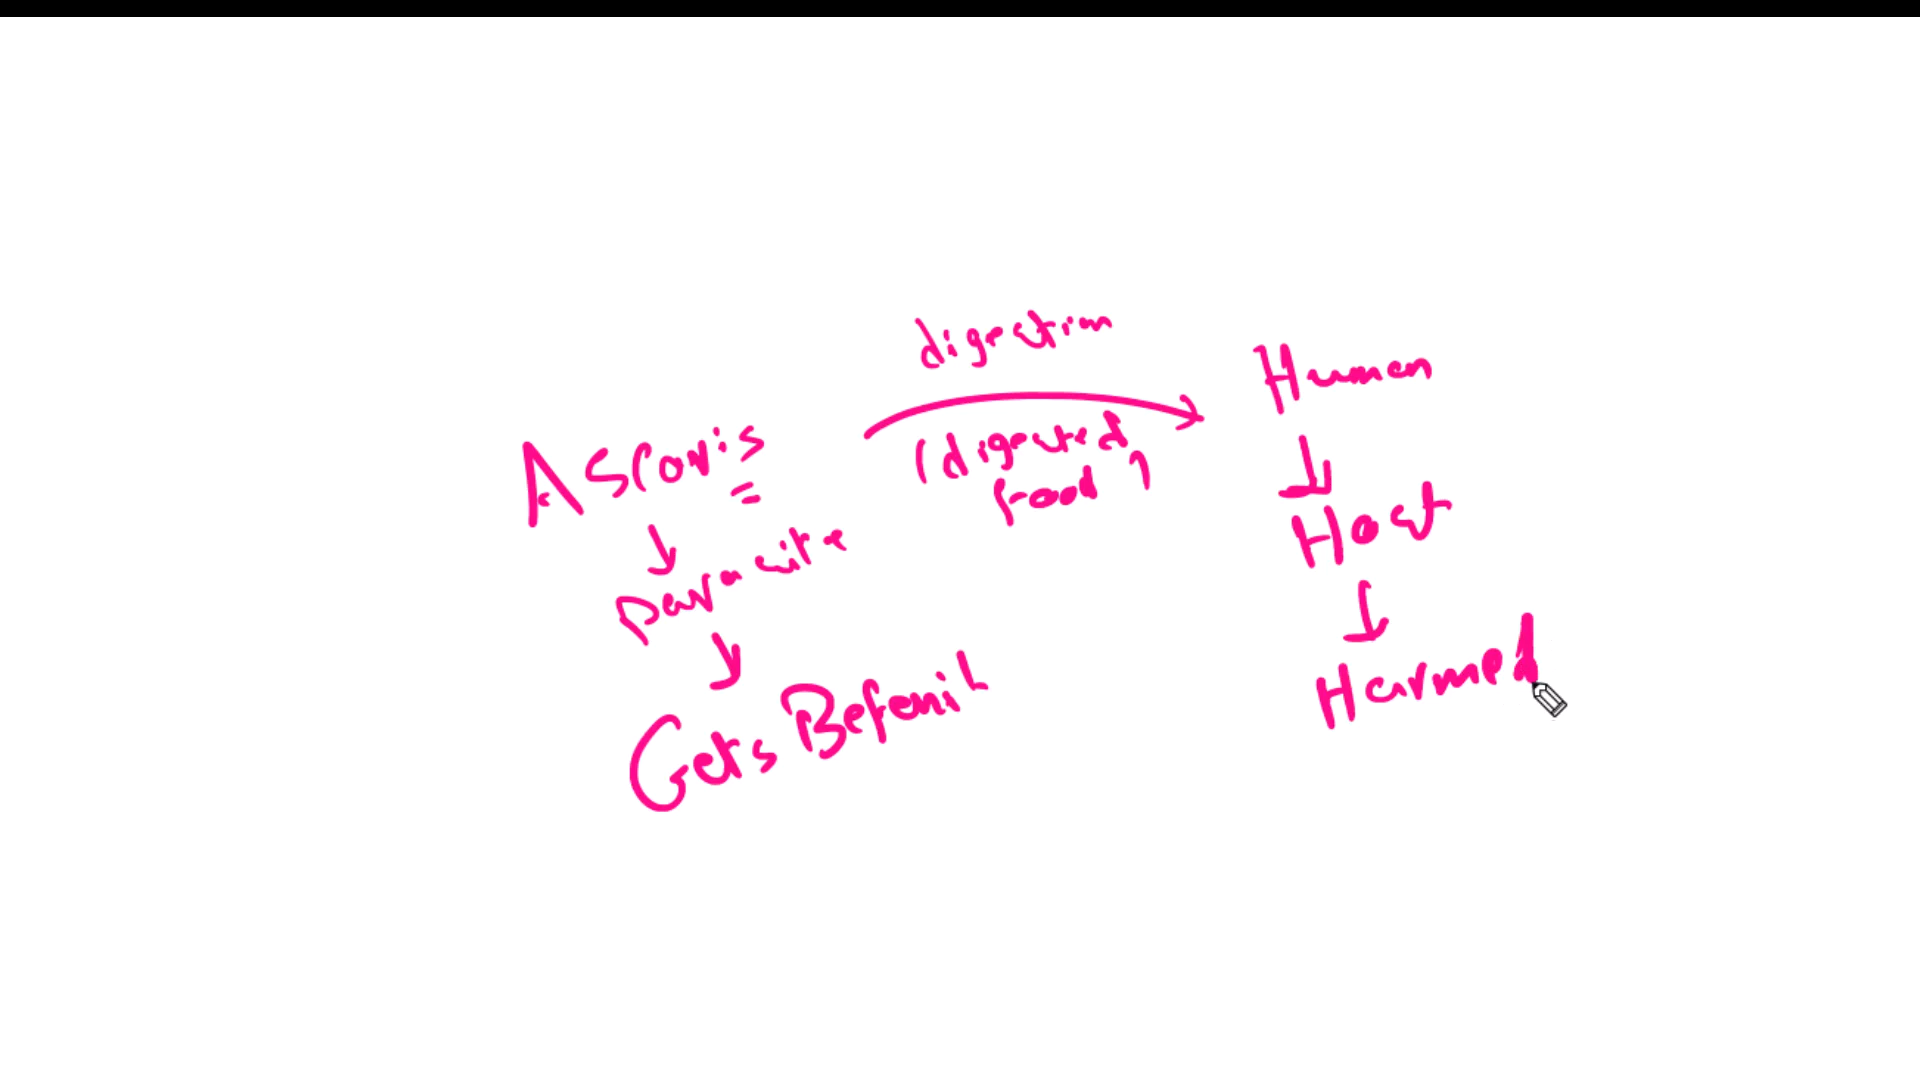 digestion
Human
Ascaris
(digested
food)
Host
parasite
Harmed
Gets Befenit